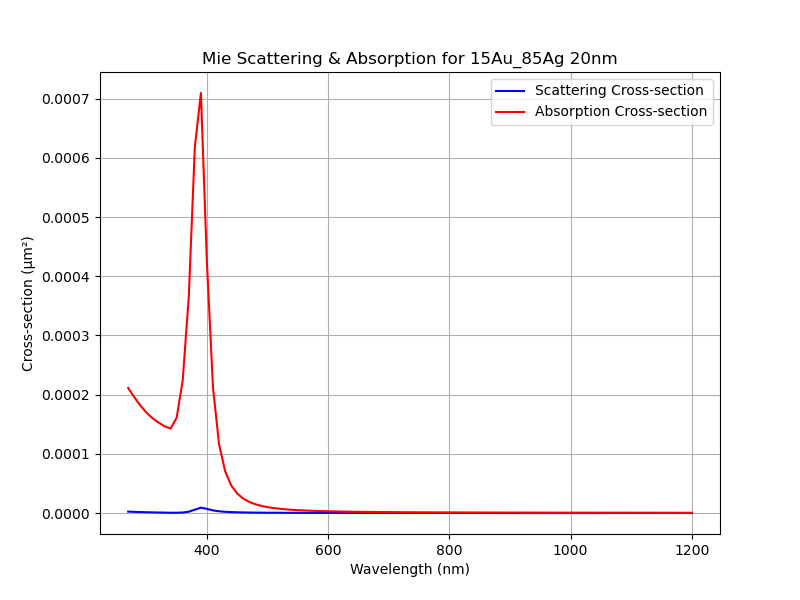 Mie Scattering & Absorption for 15Au_85Ag 20nm
Scattering Cross-section
Absorption Cross-section
Cross-section (μm²)
0.0007
0.0006
0.0005
0.0004
0.0003
0.0002
0.0001
0.0000
400
600
800
1000
1200
Wavelength (nm)